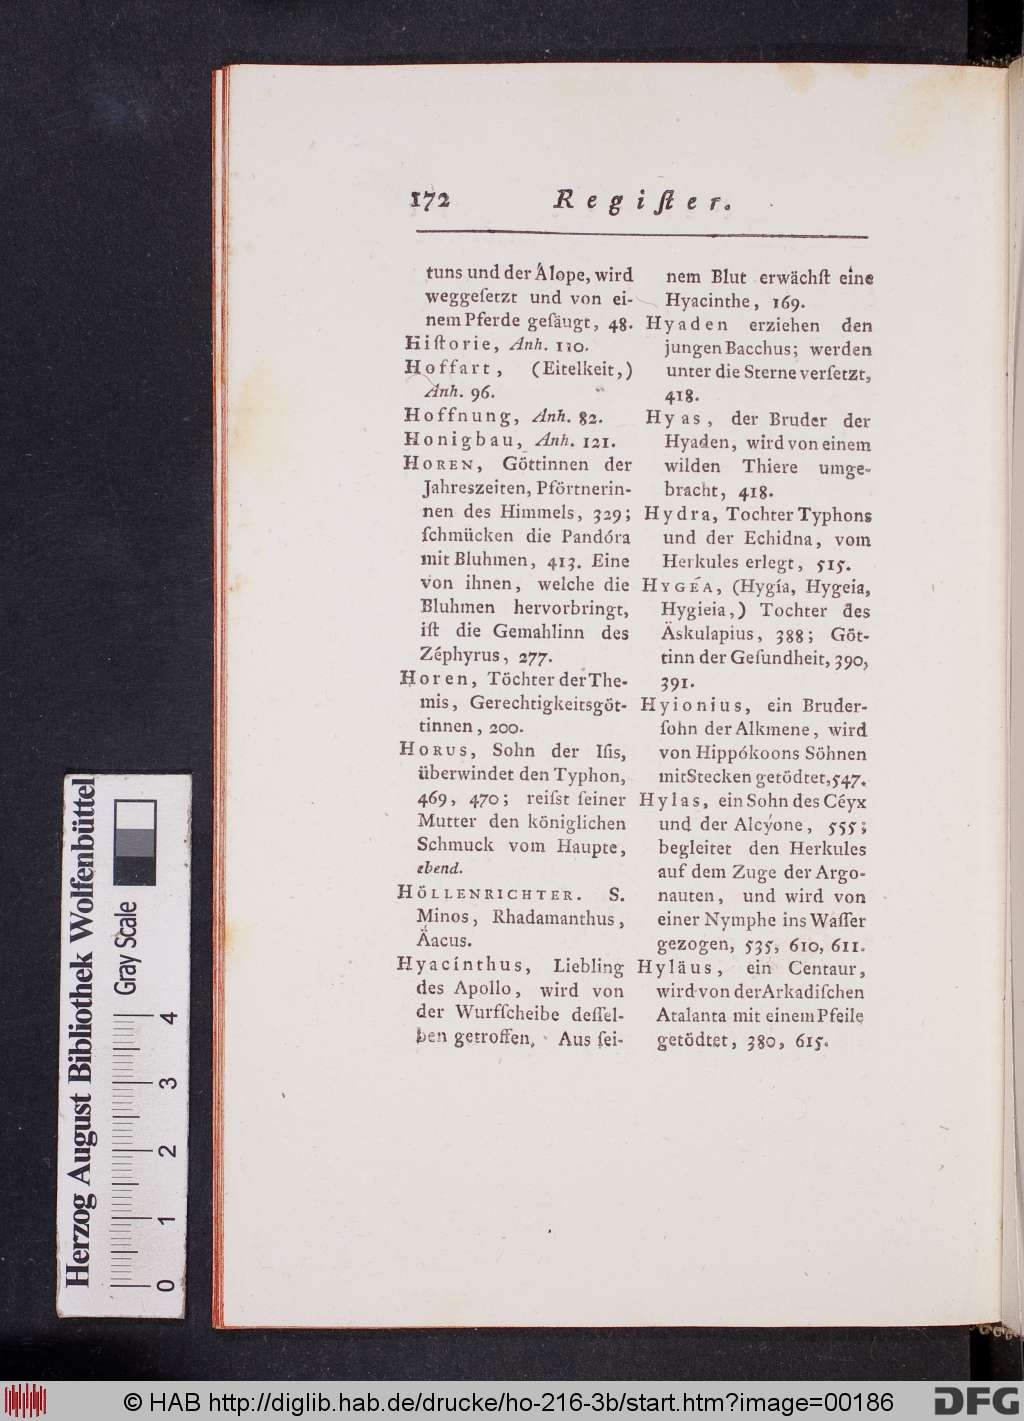 172 Regiſter.
tuns und der Álope, wird
weggeſetzt und von ei-
nem Pferde geſäugt, 48.
Hiſtorie, Anh. 110.
Hoffart, (Eitelkeit,)
Anh. 96.
Hoffnung, Anh. 82.
Honigbau, Anh. 121.
HOREN, Göttinnen der
Jahreszeiten, Pförtnerin-
nen des Himmels, 329;
ſchmücken die Pandóra
mit Bluhmen, 413. Eine
von ihnen, welche die
Bluhmen hervorbringt,
iſt die Gemahlinn des
Zéphyrus, 277.
Horen, Töchter der The-
mis, Gerechtigkeitsgöt-
tinnen, 200.
HORUS, Sohn der Iſis,
überwindet den Typhon,
469, 470; reiſst ſeiner
Mutter den königlichen
Schmuck vom Haupte,
ebend.
HÖLLENRICHTER. S.
Minos, Rhadamanthus,
Äacus.
Hyacínthus, Liebling
des Apollo, wird von
der Wurfſcheibe deſſel-
ben getroffen. Aus ſei-
nem Blut erwächſt eine
Hyacinthe, 169.
Hyaden erziehen den
jungen Bacchus; werden
unter die Sterne verſetzt,
418.
Hyas, der Bruder der
Hyaden, wird von einem
wilden Thiere umge-
bracht, 418.
Hydra, Tochter Typhons
und der Echidna, vom
Herkules erlegt, 515.
HYGÉA, (Hygía, Hygeia,
Hygieia,) Tochter des
Äskulapius, 388; Göt-
tinn der Geſundheit, 390,
391.
Hyionius, ein Bruder-
ſohn der Alkmene, wird
von Hippókoons Söhnen
mit Stecken getödtet, 547.
Hylas, ein Sohn des Céyx
und der Alcýone, 555;
begleitet den Herkules
auf dem Zuge der Argo-
nauten, und wird von
einer Nymphe ins Waſſer
gezogen, 535, 610, 611.
Hyläus, ein Centaur,
wird von der Arkadiſchen
Atalanta mit einem Pfeile
getödtet, 380, 615.
Herzog August Bibliothek Wolfenbüttel
Gray Scale
0 1 2 3 4
© HAB http://diglib.hab.de/drucke/ho-216-3b/start.htm?image=00186
DFG